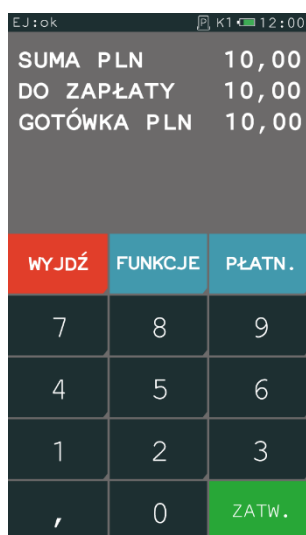 EJ:ok P K1 12:00
SUMA PLN 10,00
DO ZAPŁATY 10,00
GOTÓWKA PLN 10,00
WYJDŹ FUNKCJE PŁATN.
7 8 9
4 5 6
1 2 3
, 0 ZATW.